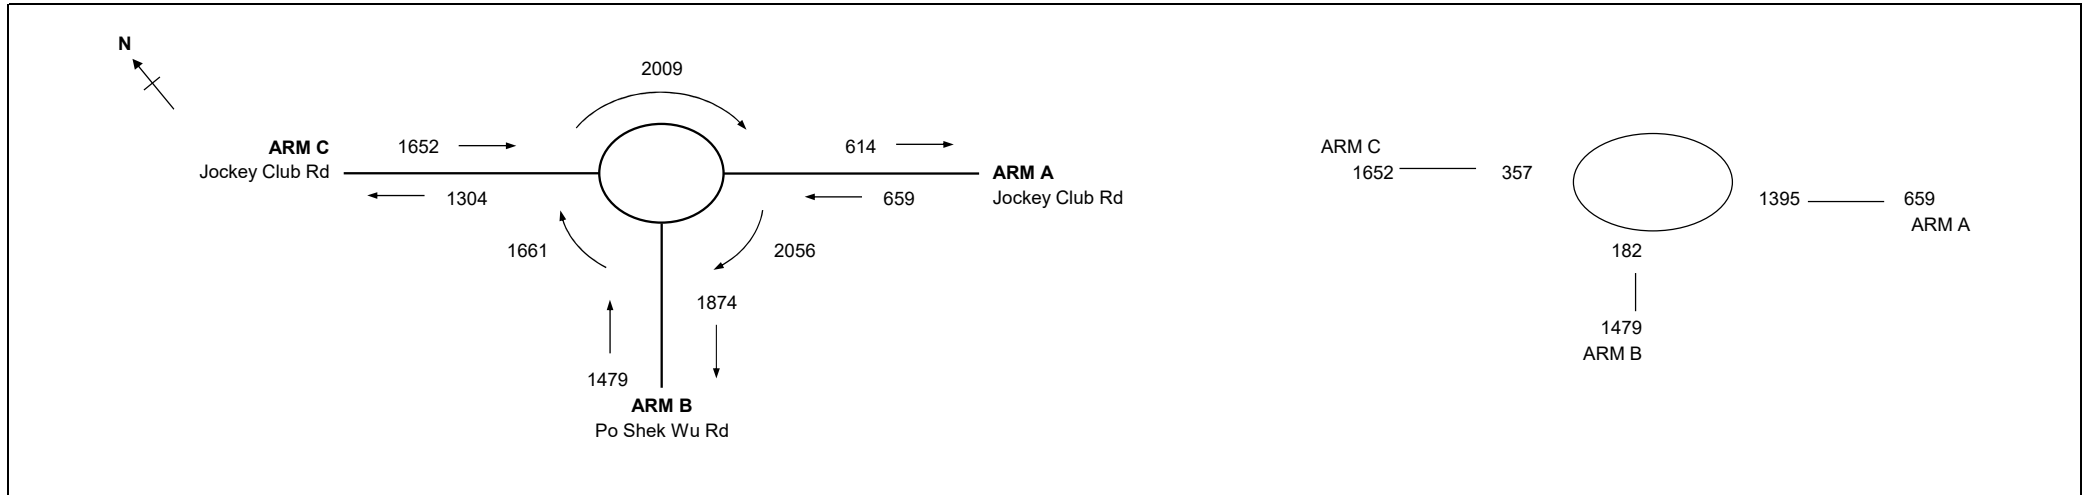 N
2009
ARM C
1652
614
Jockey Club Rd
ARM A
1304
659
Jockey Club Rd
1661
2056
1874
1479
ARM B
Po Shek Wu Rd
ARM C
1652
357
1395
659
ARM A
182
1479
ARM B